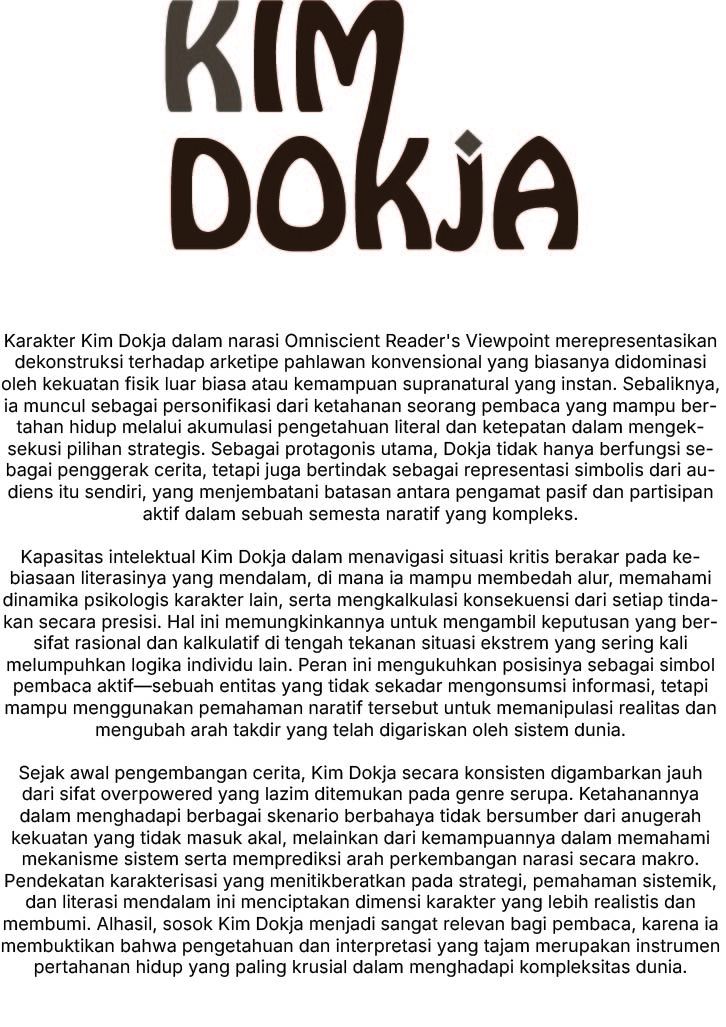 KIM
DOKJA
Karakter Kim Dokja dalam narasi Omniscient Reader's Viewpoint merepresentasikan
dekonstruksi terhadap arketipe pahlawan konvensional yang biasanya didominasi
oleh kekuatan fisik luar biasa atau kemampuan supranatural yang instan. Sebaliknya,
ia muncul sebagai personifikasi dari ketahanan seorang pembaca yang mampu ber-
tahan hidup melalui akumulasi pengetahuan literal dan ketepatan dalam mengek-
sekusi pilihan strategis. Sebagai protagonis utama, Dokja tidak hanya berfungsi se-
bagai penggerak cerita, tetapi juga bertindak sebagai representasi simbolis dari au-
diens itu sendiri, yang menjembatani batasan antara pengamat pasif dan partisipan
aktif dalam sebuah semesta naratif yang kompleks.
Kapasitas intelektual Kim Dokja dalam menavigasi situasi kritis berakar pada ke-
biasaan literasinya yang mendalam, di mana ia mampu membedah alur, memahami
dinamika psikologis karakter lain, serta mengkalkulasi konsekuensi dari setiap tinda-
kan secara presisi. Hal ini memungkinkannya untuk mengambil keputusan yang ber-
sifat rasional dan kalkulatif di tengah tekanan situasi ekstrem yang sering kali
melumpuhkan logika individu lain. Peran ini mengukuhkan posisinya sebagai simbol
pembaca aktif—sebuah entitas yang tidak sekadar mengonsumsi informasi, tetapi
mampu menggunakan pemahaman naratif tersebut untuk memanipulasi realitas dan
mengubah arah takdir yang telah digariskan oleh sistem dunia.
Sejak awal pengembangan cerita, Kim Dokja secara konsisten digambarkan jauh
dari sifat overpowered yang lazim ditemukan pada genre serupa. Ketahanannya
dalam menghadapi berbagai skenario berbahaya tidak bersumber dari anugerah
kekuatan yang tidak masuk akal, melainkan dari kemampuannya dalam memahami
mekanisme sistem serta memprediksi arah perkembangan narasi secara makro.
Pendekatan karakterisasi yang menitikberatkan pada strategi, pemahaman sistemik,
dan literasi mendalam ini menciptakan dimensi karakter yang lebih realistis dan
membumi. Alhasil, sosok Kim Dokja menjadi sangat relevan bagi pembaca, karena ia
membuktikan bahwa pengetahuan dan interpretasi yang tajam merupakan instrumen
pertahanan hidup yang paling krusial dalam menghadapi kompleksitas dunia.